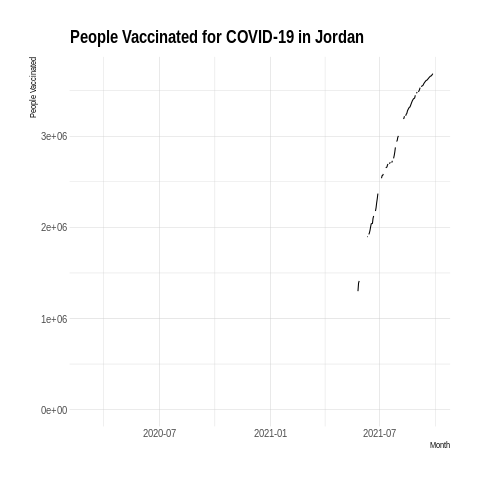 People Vaccinated for COVID-19 in Jordan
People Vaccinated
3e+06
2e+06
1e+06
0e+00
2020-07 2021-01 2021-07
Month